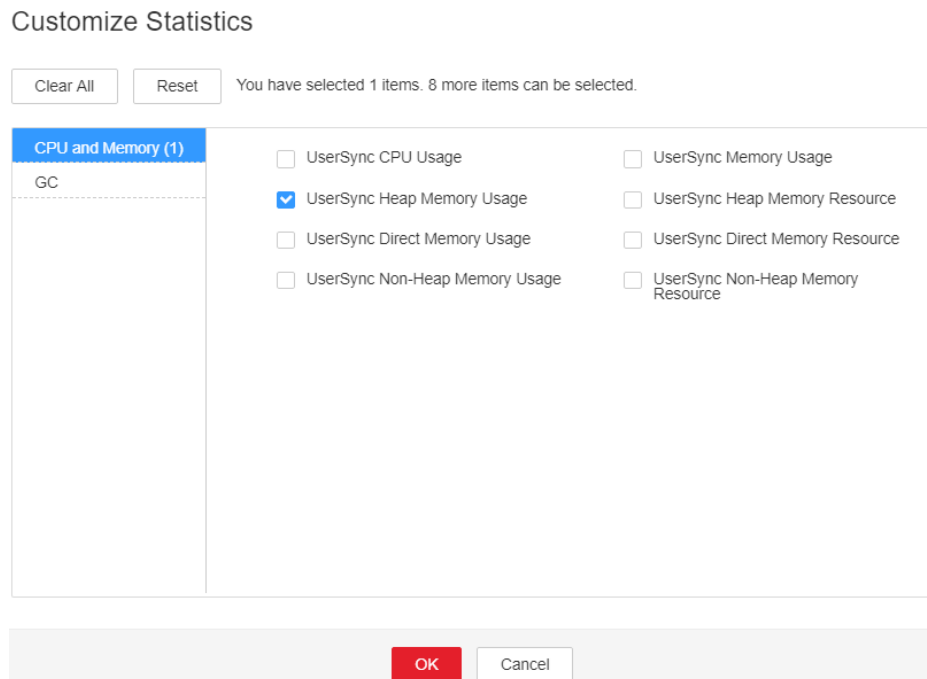 Customize Statistics
Clear All Reset You have selected 1 items. 8 more items can be selected.
CPU and Memory (1)
GC
UserSync CPU Usage UserSync Memory Usage
UserSync Heap Memory Usage UserSync Heap Memory Resource
UserSync Direct Memory Usage UserSync Direct Memory Resource
UserSync Non-Heap Memory Usage UserSync Non-Heap Memory
Resource
OK Cancel